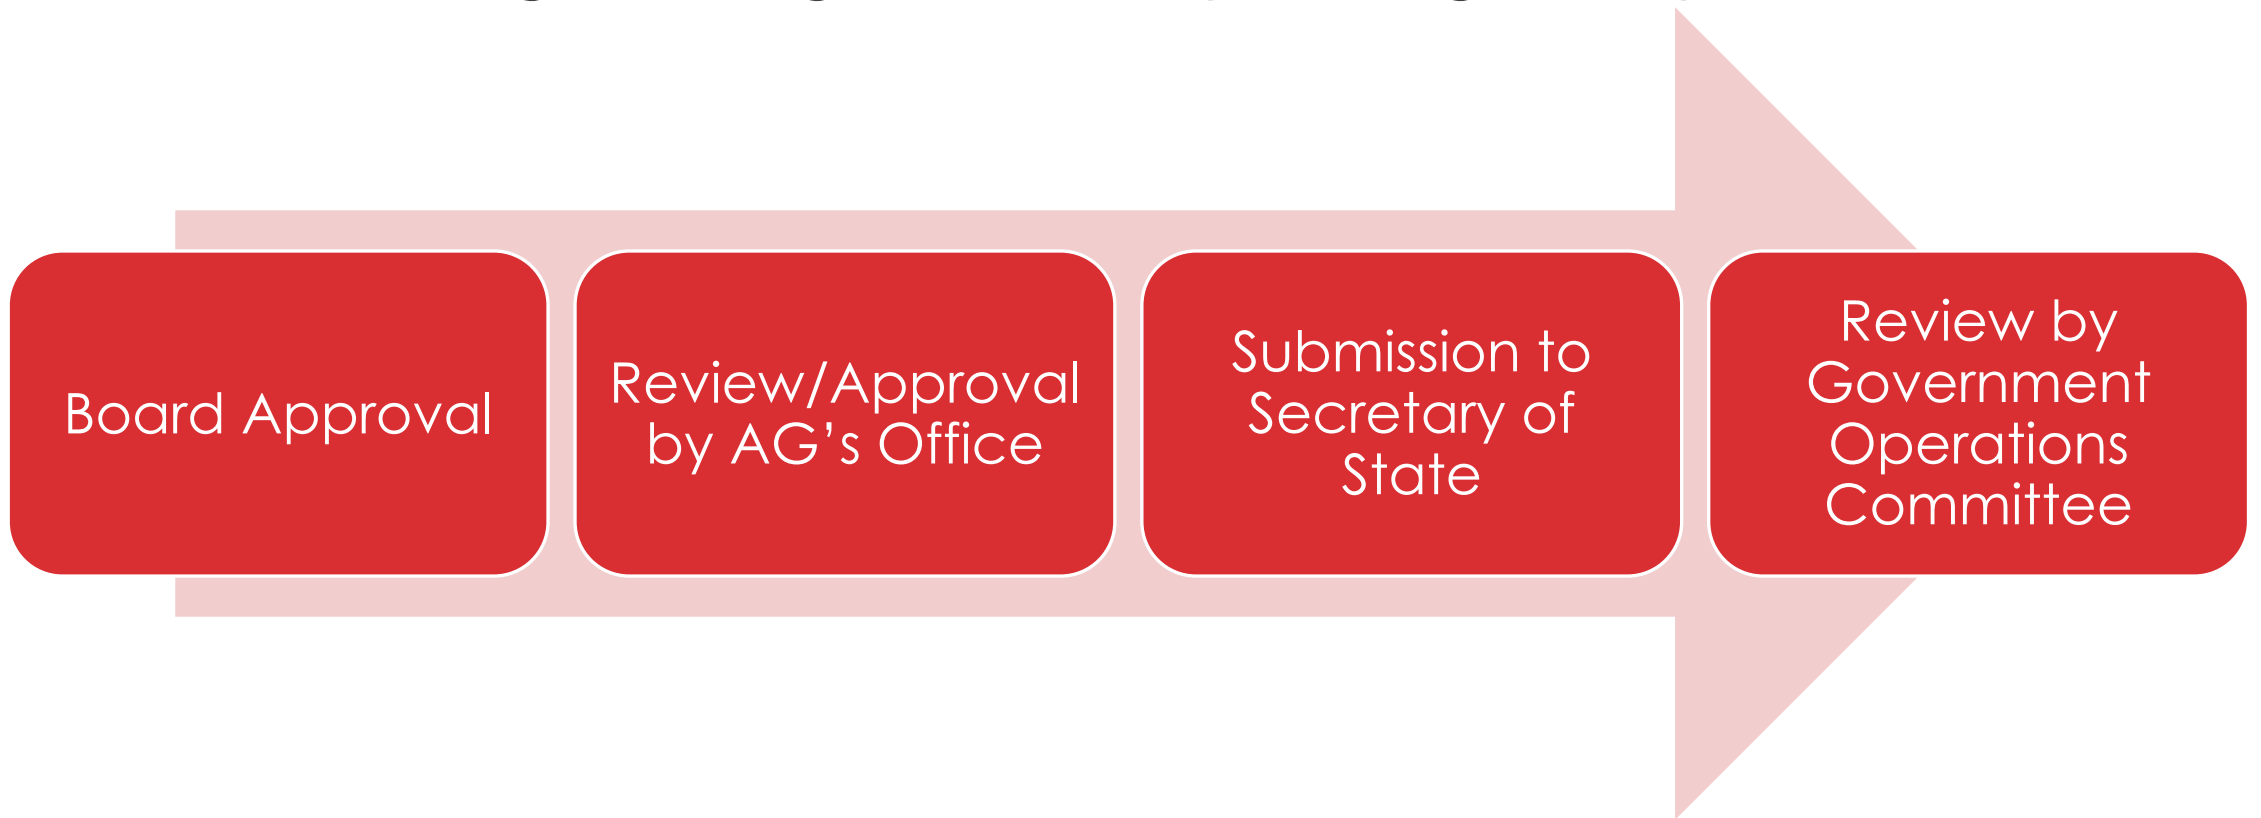 Board Approval
Review/Approval
by AG’s Office
Submission to
Secretary of
State
Review by
Government
Operations
Committee